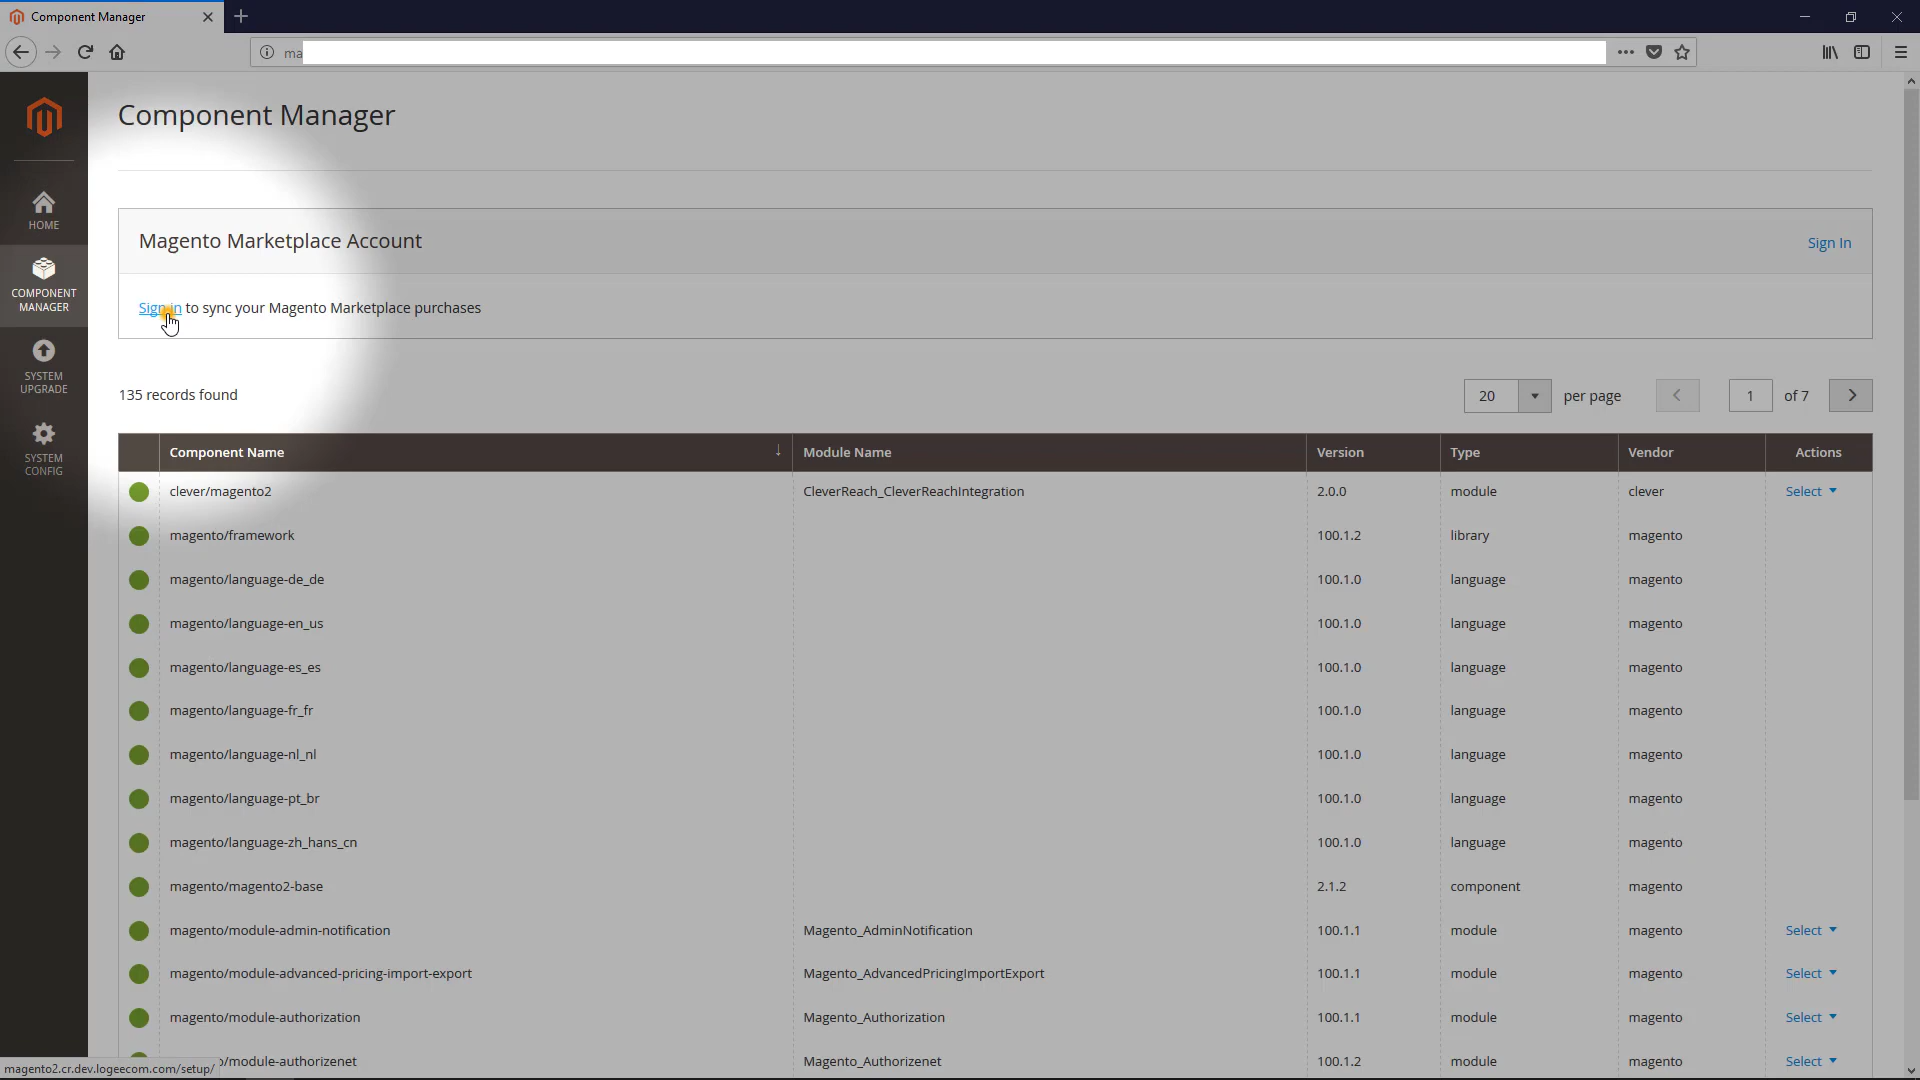 Component Manager
ma
Component Manager
HOME
COMPONENT
MANAGER
SYSTEM
UPGRADE
SYSTEM
CONFIG
Magento Marketplace Account
Sign In
Sign in to sync your Magento Marketplace purchases
135 records found
20 per page 1 of 7
Component Name ↓ Module Name Version Type Vendor Actions
clever/magento2 CleverReach_CleverReachIntegration 2.0.0 module clever Select
magento/framework 100.1.2 library magento
magento/language-de_de 100.1.0 language magento
magento/language-en_us 100.1.0 language magento
magento/language-es_es 100.1.0 language magento
magento/language-fr_fr 100.1.0 language magento
magento/language-nl_nl 100.1.0 language magento
magento/language-pt_br 100.1.0 language magento
magento/language-zh_hans_cn 100.1.0 language magento
magento/magento2-base 2.1.2 component magento
magento/module-admin-notification Magento_AdminNotification 100.1.1 module magento Select
magento/module-advanced-pricing-import-export Magento_AdvancedPricingImportExport 100.1.1 module magento Select
magento/module-authorization Magento_Authorization 100.1.1 module magento Select
o/module-authorizenet Magento_Authorizenet 100.1.2 module magento Select
magento2.cr.dev.logeecom.com/setup/